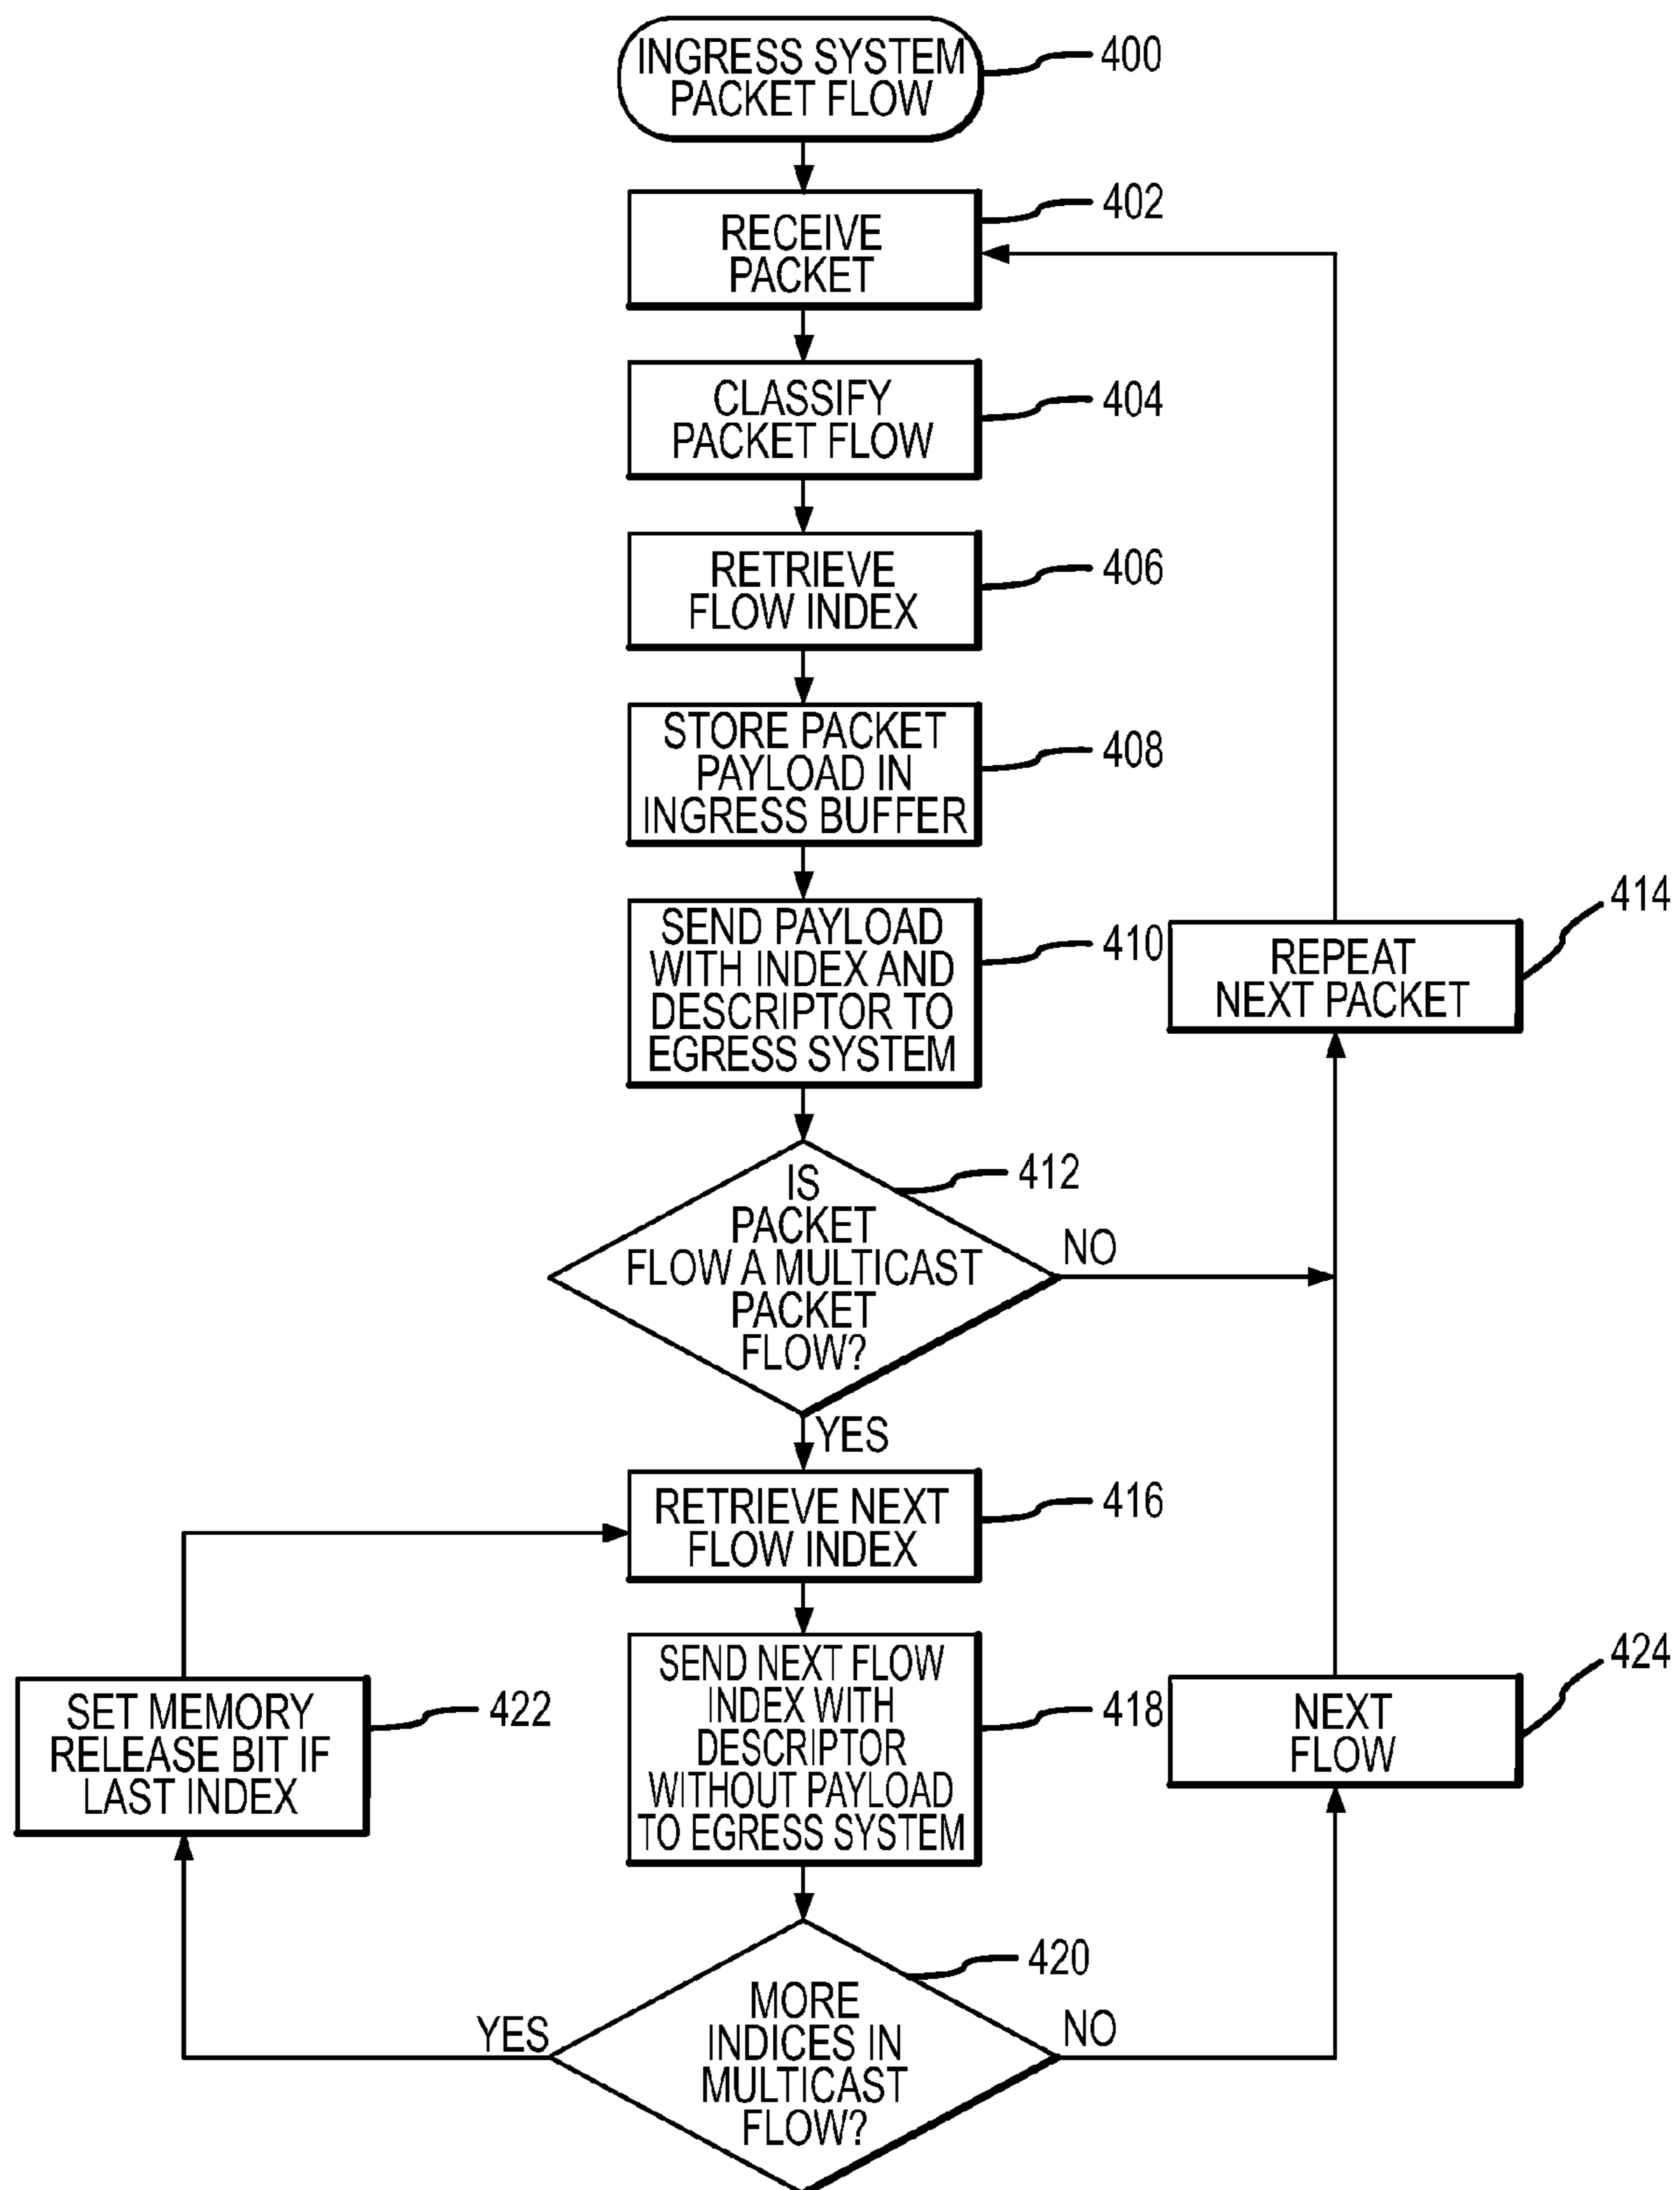 INGRESS SYSTEM
PACKET FLOW
400
RECEIVE
PACKET
402
CLASSIFY
PACKET FLOW
404
RETRIEVE
FLOW INDEX
406
STORE PACKET
PAYLOAD IN
INGRESS BUFFER
408
SEND PAYLOAD
WITH INDEX AND
DESCRIPTOR TO
EGRESS SYSTEM
410
REPEAT
NEXT PACKET
414
IS
PACKET
FLOW A MULTICAST
PACKET
FLOW?
412
NO
YES
RETRIEVE NEXT
FLOW INDEX
416
SEND NEXT FLOW
INDEX WITH
DESCRIPTOR
WITHOUT PAYLOAD
TO EGRESS SYSTEM
418
SET MEMORY
RELEASE BIT IF
LAST INDEX
422
NEXT
FLOW
424
MORE
INDICES IN
MULTICAST
FLOW?
420
YES
NO